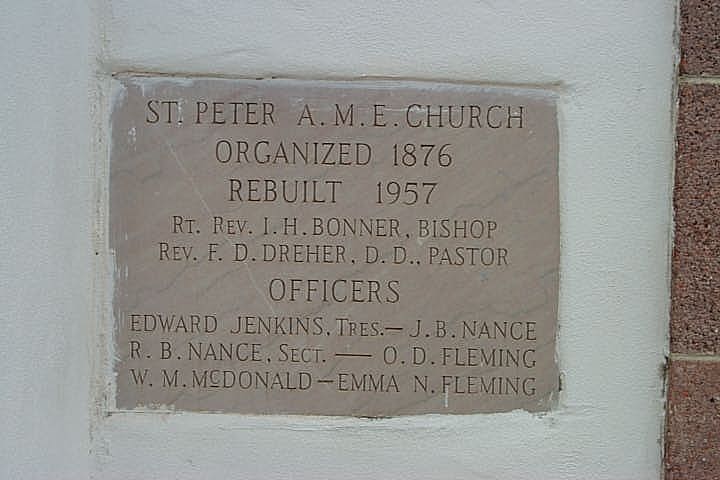 ST. PETER A.M.E. CHURCH
ORGANIZED 1876
REBUILT 1957
RT. REV. I.H. BONNER, BISHOP
REV. F. D. DREHER, D. D., PASTOR
OFFICERS
EDWARD JENKINS, TRES.— J.B. NANCE
R. B. NANCE, SECT. — O. D. FLEMING
W. M. McDONALD — EMMA N. FLEMING